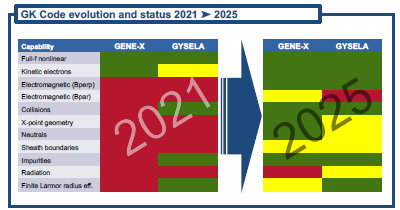 GK Code evolution and status 2021 ➤ 2025
Capability GENE-X GYSELA GENE-X GYSELA
Full-f nonlinear
Kinetic electrons
Electromagnetic (Bperp)
Electromagnetic (Bpar)
Collisions
X-point geometry
Neutrals
Sheath boundaries
Impurities
Radiation
Finite Larmor radius eff.
2021
2025